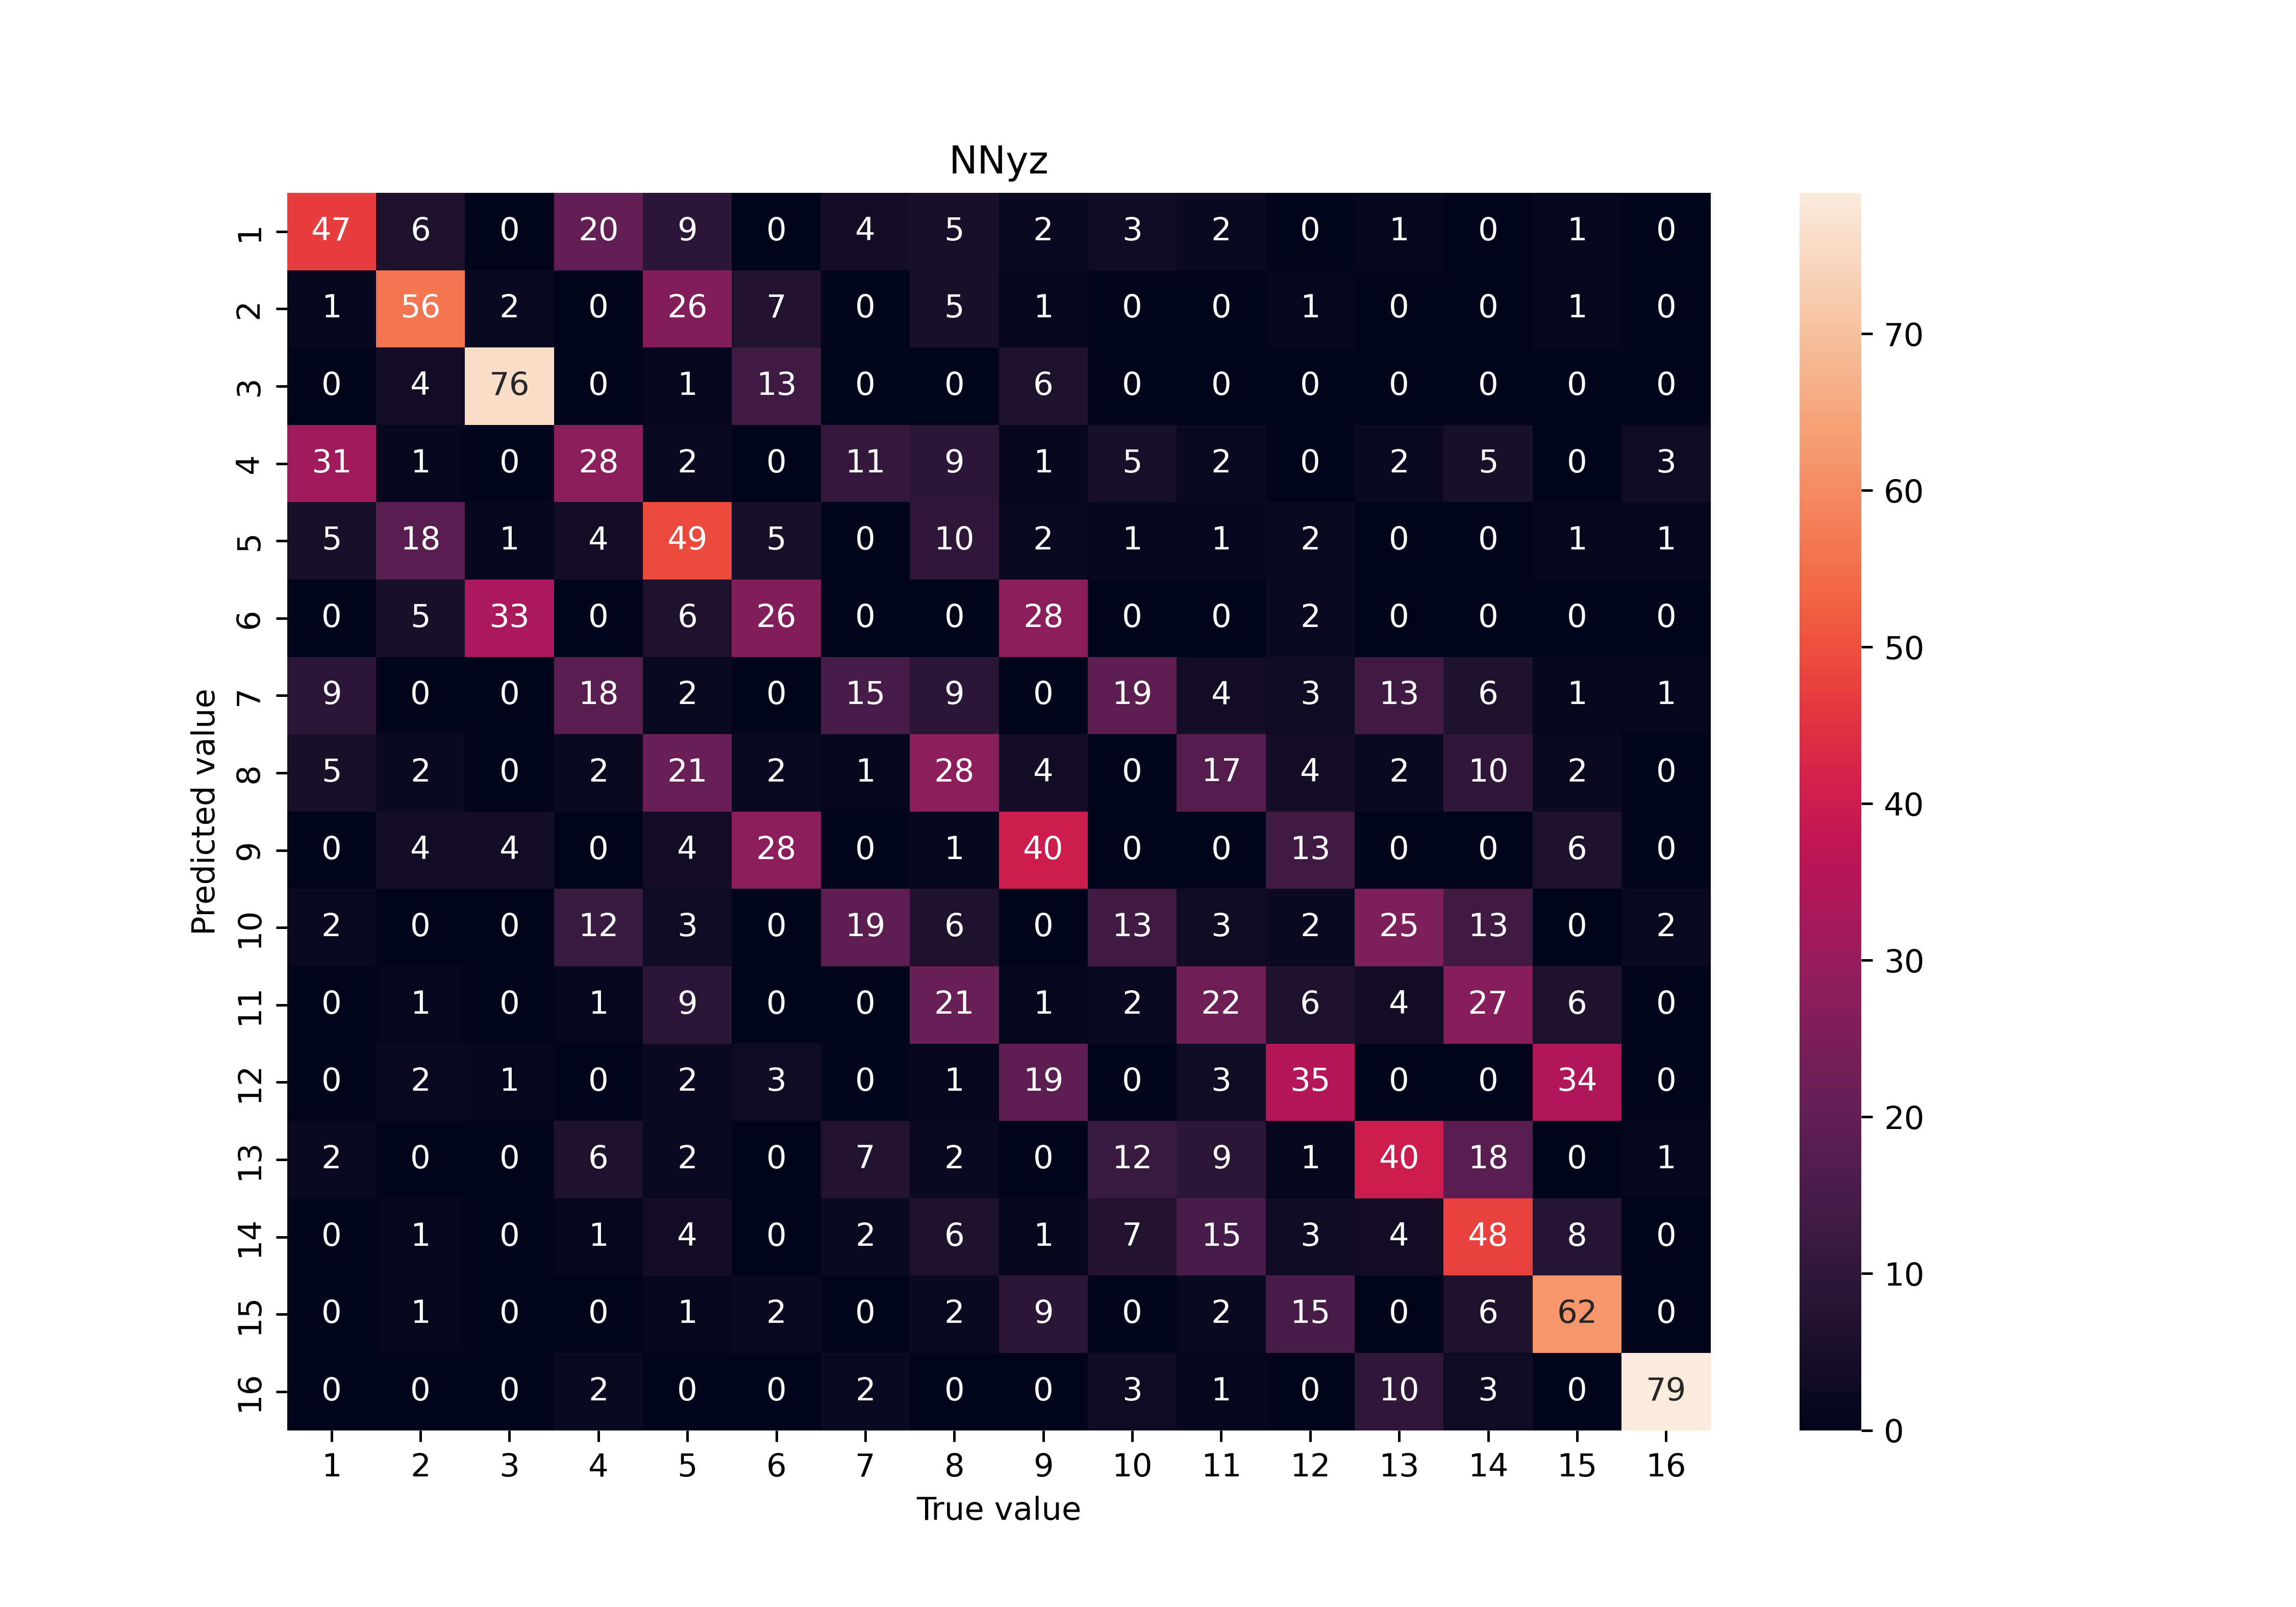 NNyz
1 47 6 0 20 9 0 4 5 2 3 2 0 1 0 1 0
2 1 56 2 0 26 7 0 5 1 0 0 1 0 0 1 0
3 0 4 76 0 1 13 0 0 6 0 0 0 0 0 0 0
4 31 1 0 28 2 0 11 9 1 5 2 0 2 5 0 3
5 5 18 1 4 49 5 0 10 2 1 1 2 0 0 1 1
6 0 5 33 0 6 26 0 0 28 0 0 2 0 0 0 0
7 9 0 0 18 2 0 15 9 0 19 4 3 13 6 1 1
8 5 2 0 2 21 2 1 28 4 0 17 4 2 10 2 0
9 0 4 4 0 4 28 0 1 40 0 0 13 0 0 6 0
10 2 0 0 12 3 0 19 6 0 13 3 2 25 13 0 2
11 0 1 0 1 9 0 0 21 1 2 22 6 4 27 6 0
12 0 2 1 0 2 3 0 1 19 0 3 35 0 0 34 0
13 2 0 0 6 2 0 7 2 0 12 9 1 40 18 0 1
14 0 1 0 1 4 0 2 6 1 7 15 3 4 48 8 0
15 0 1 0 0 1 2 0 2 9 0 2 15 0 6 62 0
16 0 0 0 2 0 0 2 0 0 3 1 0 10 3 0 79
1 2 3 4 5 6 7 8 9 10 11 12 13 14 15 16
True value
Predicted value
70
60
50
40
30
20
10
0